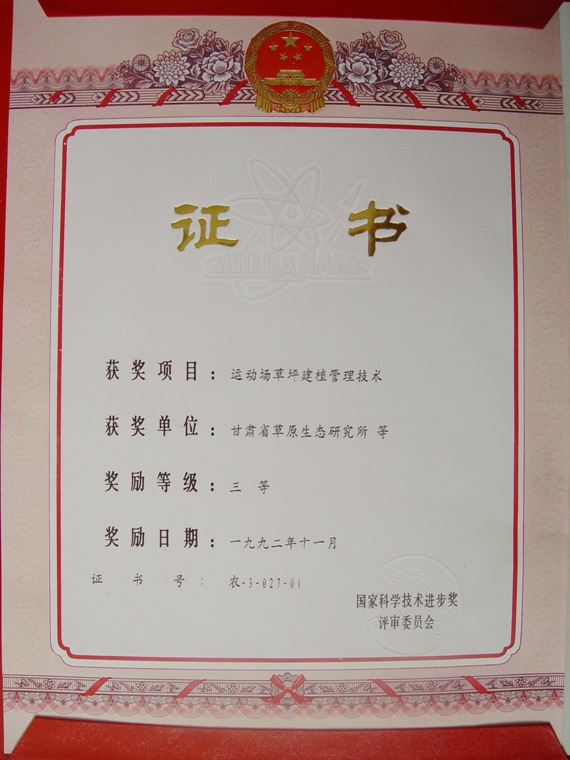 证书
GUOJIAJIANG
获奖项目：运动场草坪建植管理技术
获奖单位：甘肃省草原生态研究所 等
奖励等级：三 等
奖励日期：一九九二年十一月
证 书 号：农-3-027-01
国家科学技术进步奖
评审委员会